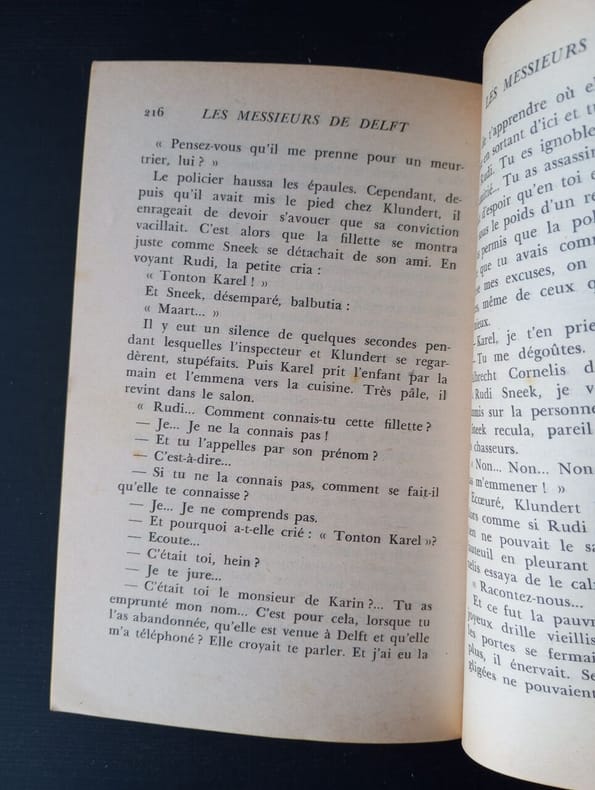 216 LES MESSIEURS DE DELFT
« Pensez-vous qu'il me prenne pour un meur-
trier, lui ? »
Le policier haussa les épaules. Cependant, de-
puis qu'il avait mis le pied chez Klundert, il
enrageait de devoir s'avouer que sa conviction
vacillait. C'est alors que la fillette se montra
juste comme Sneek se détachait de son ami. En
voyant Rudi, la petite cria :
« Tonton Karel ! »
Et Sneek, désemparé, balbutia :
« Maart... »
Il y eut un silence de quelques secondes pen-
dant lesquelles l'inspecteur et Klundert se regar-
dèrent, stupéfaits. Puis Karel prit l'enfant par la
main et l'emmena vers la cuisine. Très pâle, il
revint dans le salon.
« Rudi... Comment connais-tu cette fillette ?
— Je... Je ne la connais pas !
— Et tu l'appelles par son prénom ?
— C'est-à-dire...
— Si tu ne la connais pas, comment se fait-il
qu'elle te connaisse ?
— Je... Je ne comprends pas.
— Et pourquoi a-t-elle crié : « Tonton Karel »?
— Ecoute...
— C'était toi, hein ?
— Je te jure...
— C'était toi le monsieur de Karin ?... Tu as
emprunté mon nom... C'est pour cela, lorsque tu
l'as abandonnée, qu'elle est venue à Delft et qu'elle
m'a téléphoné ? Elle croyait te parler. Et j'ai eu la
LES MESSIEURS
t'apprendre où
en sortant d'ici et
Rudi. Tu es ignoble
Tu as assassin
d'espoir qu'en toi
le poids d'un
permis que la
que tu avais
mes excuses, on
même de ceux
Karel, je t'en prie
— Tu me dégoûtes.
Cornelis
Rudi Sneek, je
sur la personne
recula, pareil
chasseurs.
« Non... Non... Non
m'emmener ! »
Ecœuré, Klundert
comme si Rudi
ne pouvait le
en pleurant
essaya de le
« Racontez-nous...
Et ce fut la
joyeux drille
les portes se
plus, il énervait.
ne pouvaient